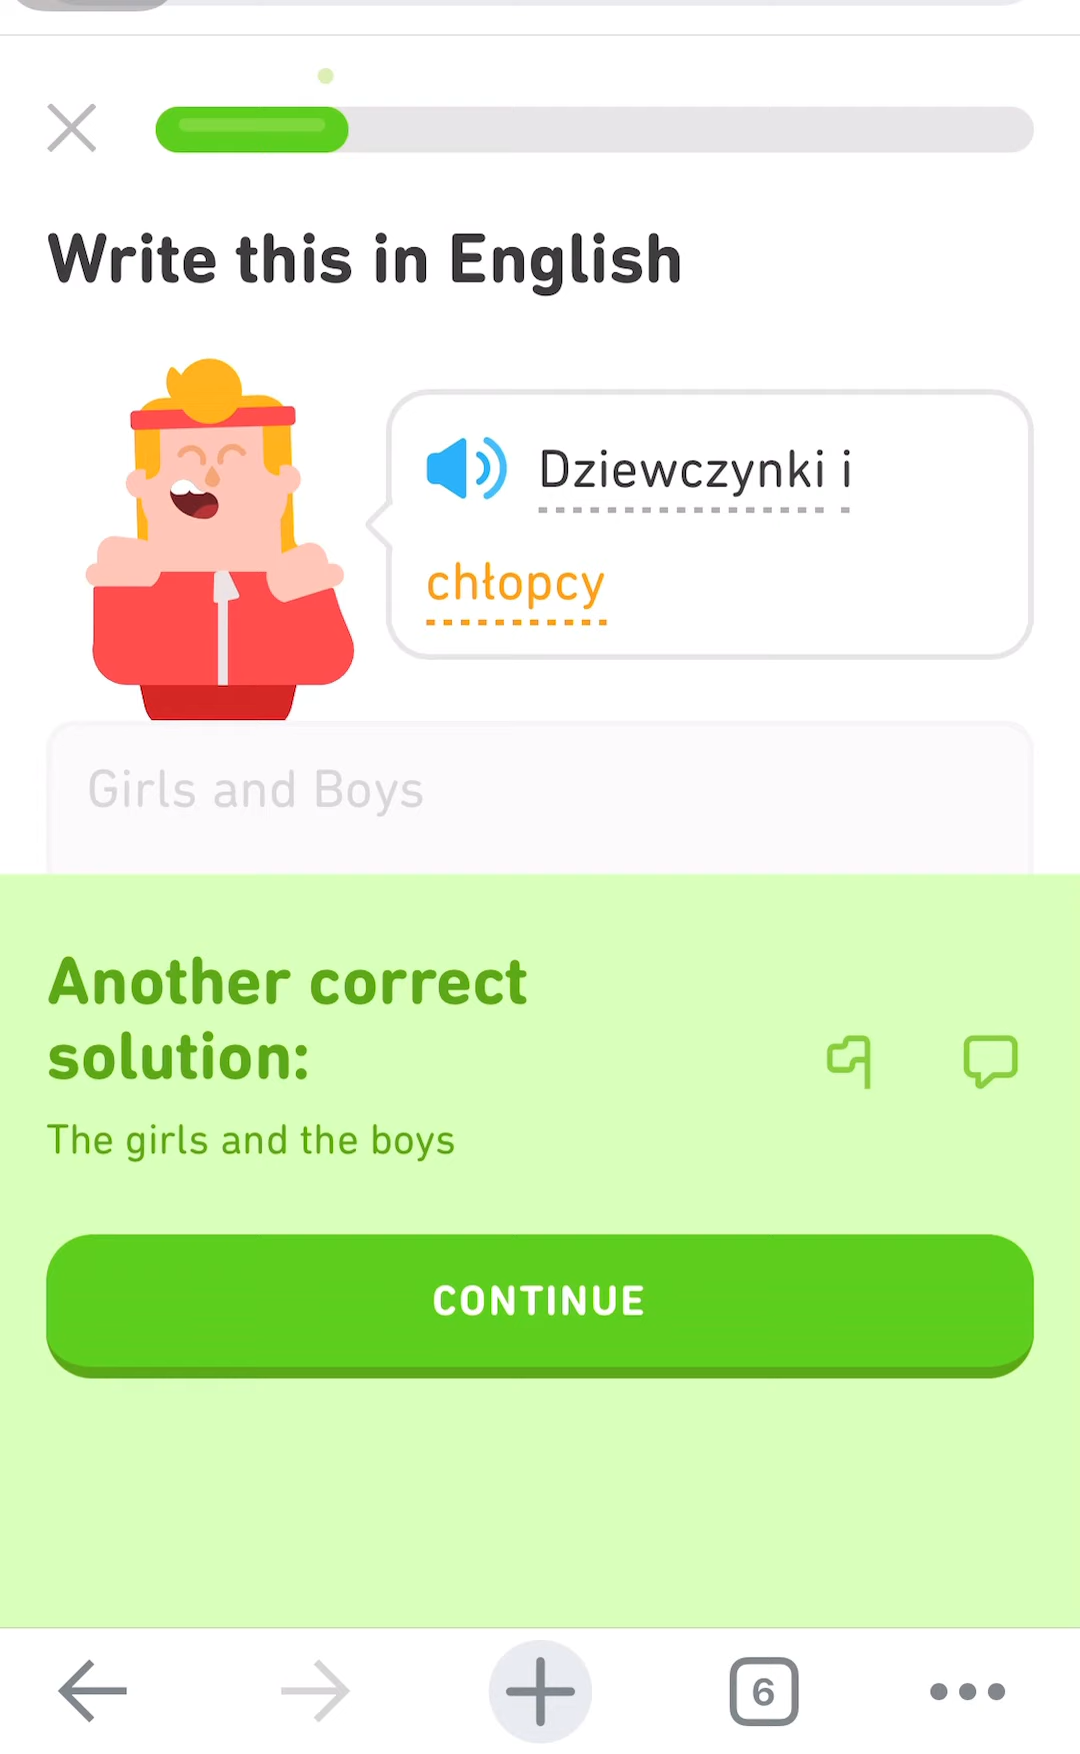 Write this in English
Dziewczynki i
chłopcy
Girls and Boys
Another correct
solution:
The girls and the boys
CONTINUE
6